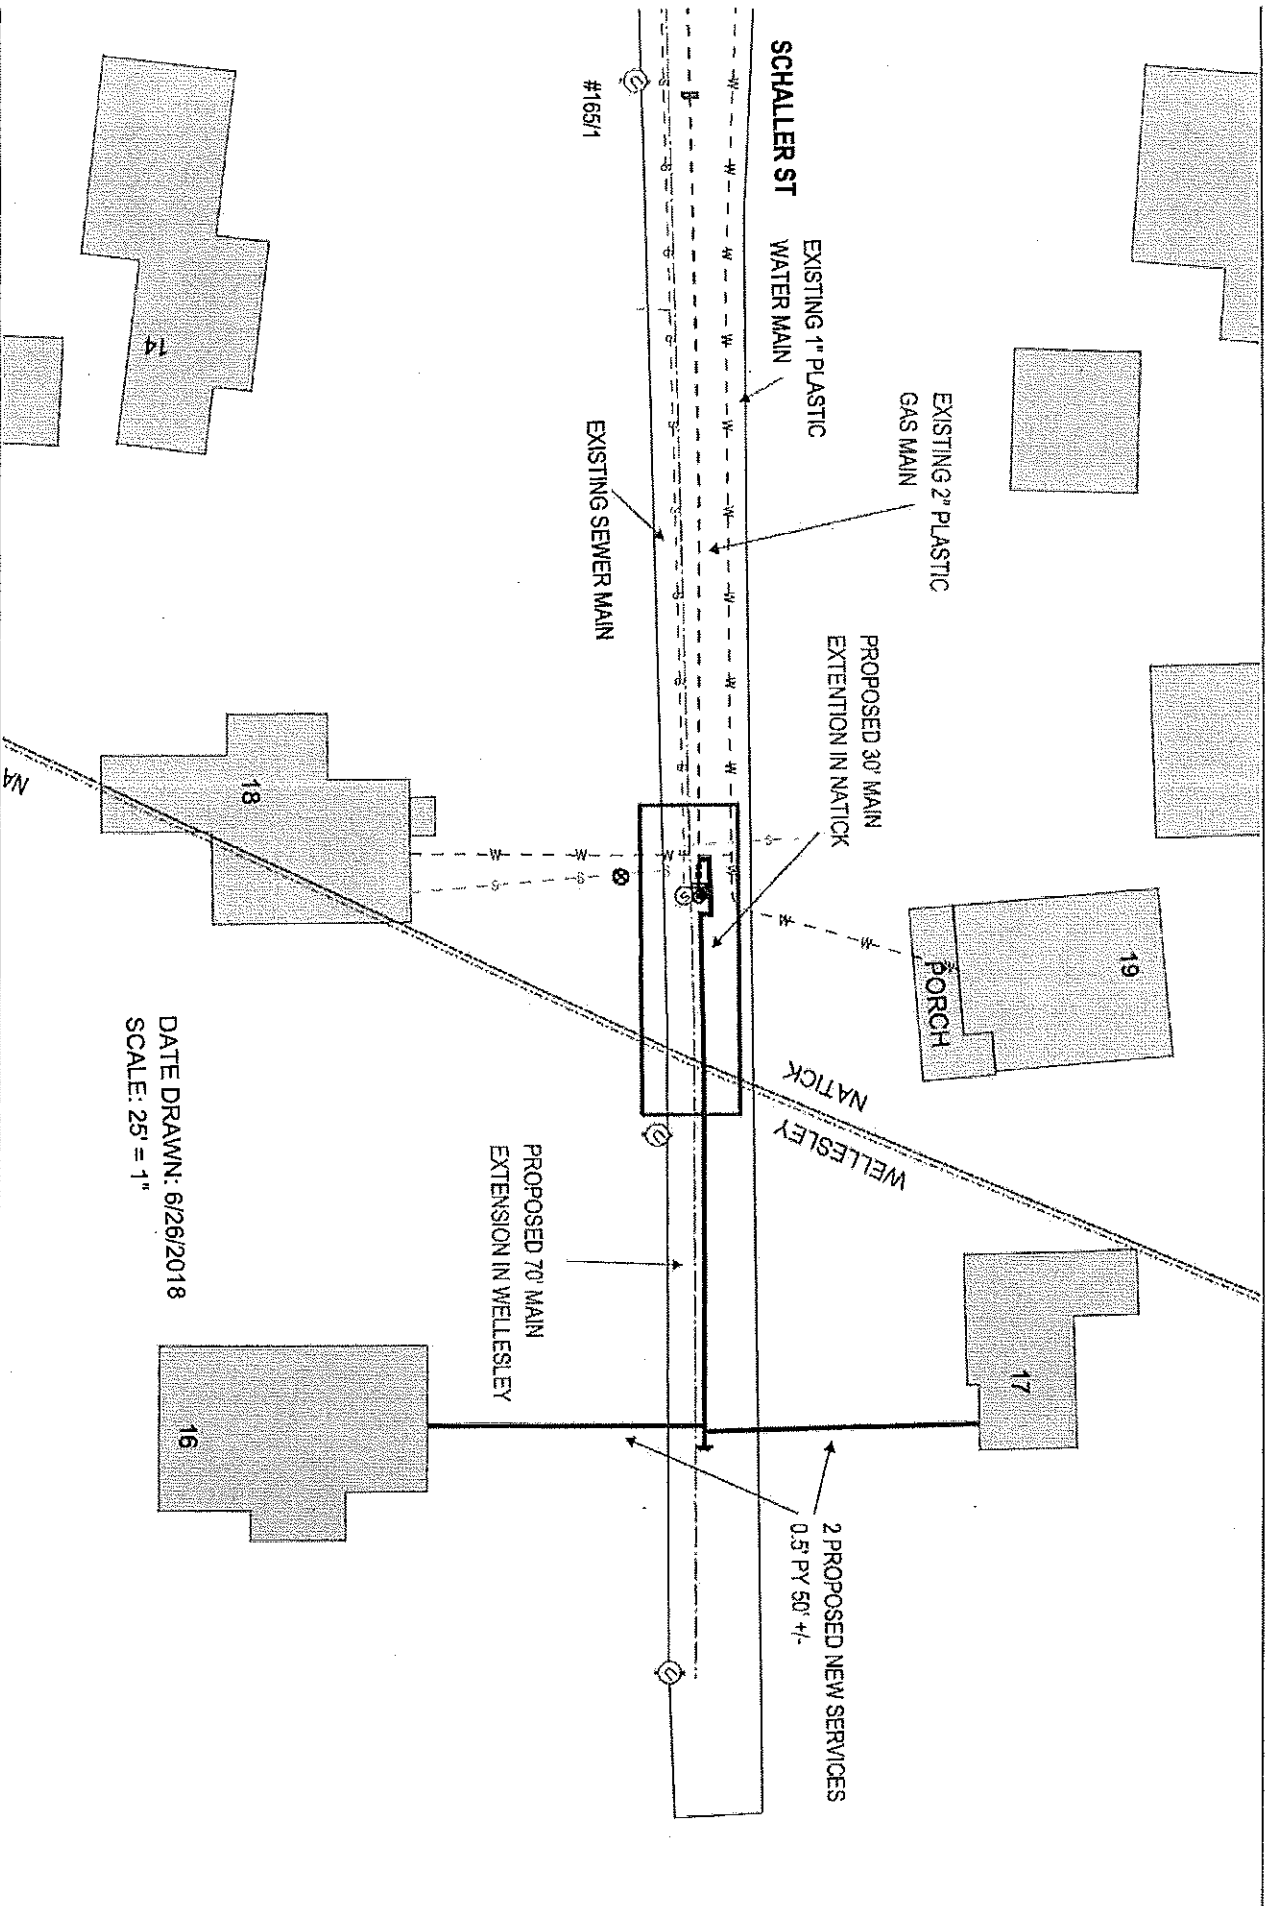 SCHALLER ST
#165/1
EXISTING 1" PLASTIC
WATER MAIN
EXISTING 2" PLASTIC
GAS MAIN
EXISTING SEWER MAIN
PROPOSED 30' MAIN
EXTENTION IN NATICK
14
18
19
PORCH
NA
NATICK
WELLESLEY
PROPOSED 70' MAIN
EXTENSION IN WELLESLEY
17
16
2 PROPOSED NEW SERVICES
0.5' PY 50' +/-
DATE DRAWN: 6/26/2018
SCALE: 25' = 1"